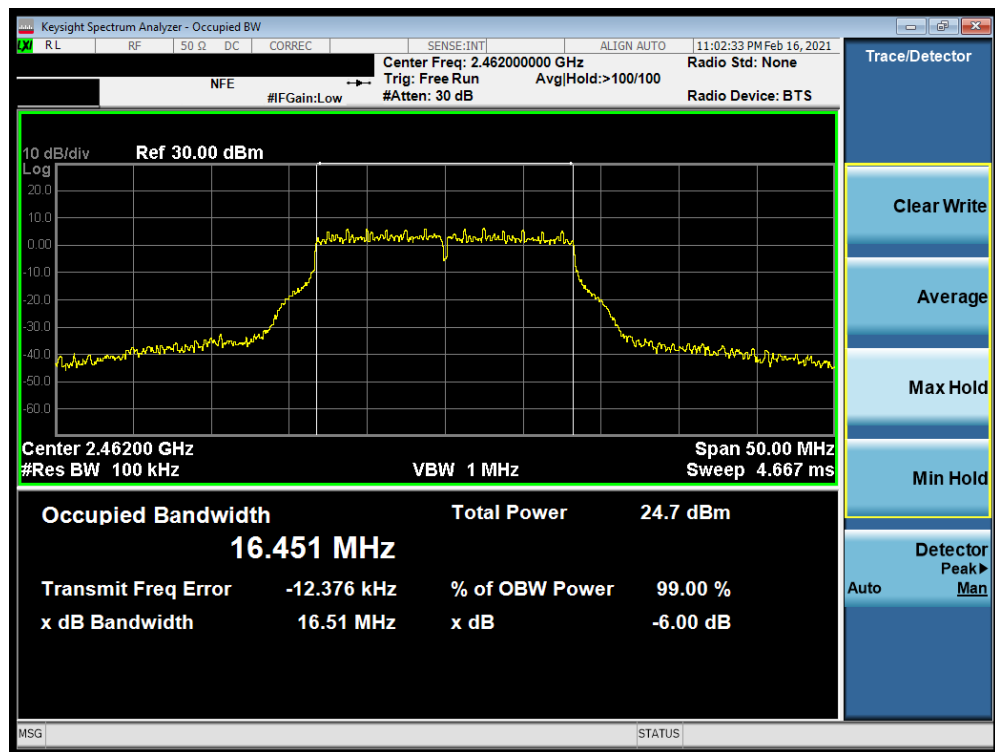 Keysight Spectrum Analyzer - Occupied BW
LXI RL RF 50 Ω DC CORREC SENSE:INT ALIGN AUTO 11:02:33 PM Feb 16, 2021
Center Freq: 2.462000000 GHz Radio Std: None
NFE Trig: Free Run Avg|Hold:>100/100
#IFGain:Low #Atten: 30 dB Radio Device: BTS
10 dB/div Ref 30.00 dBm
Log
20.0
10.0
0.00
-10.0
-20.0
-30.0
-40.0
-50.0
-60.0
Center 2.46200 GHz Span 50.00 MHz
#Res BW 100 kHz VBW 1 MHz Sweep 4.667 ms
Occupied Bandwidth Total Power 24.7 dBm
16.451 MHz
Transmit Freq Error -12.376 kHz % of OBW Power 99.00 %
x dB Bandwidth 16.51 MHz x dB -6.00 dB
Trace/Detector
Clear Write
Average
Max Hold
Min Hold
Detector
Peak▶
Auto Man
MSG STATUS